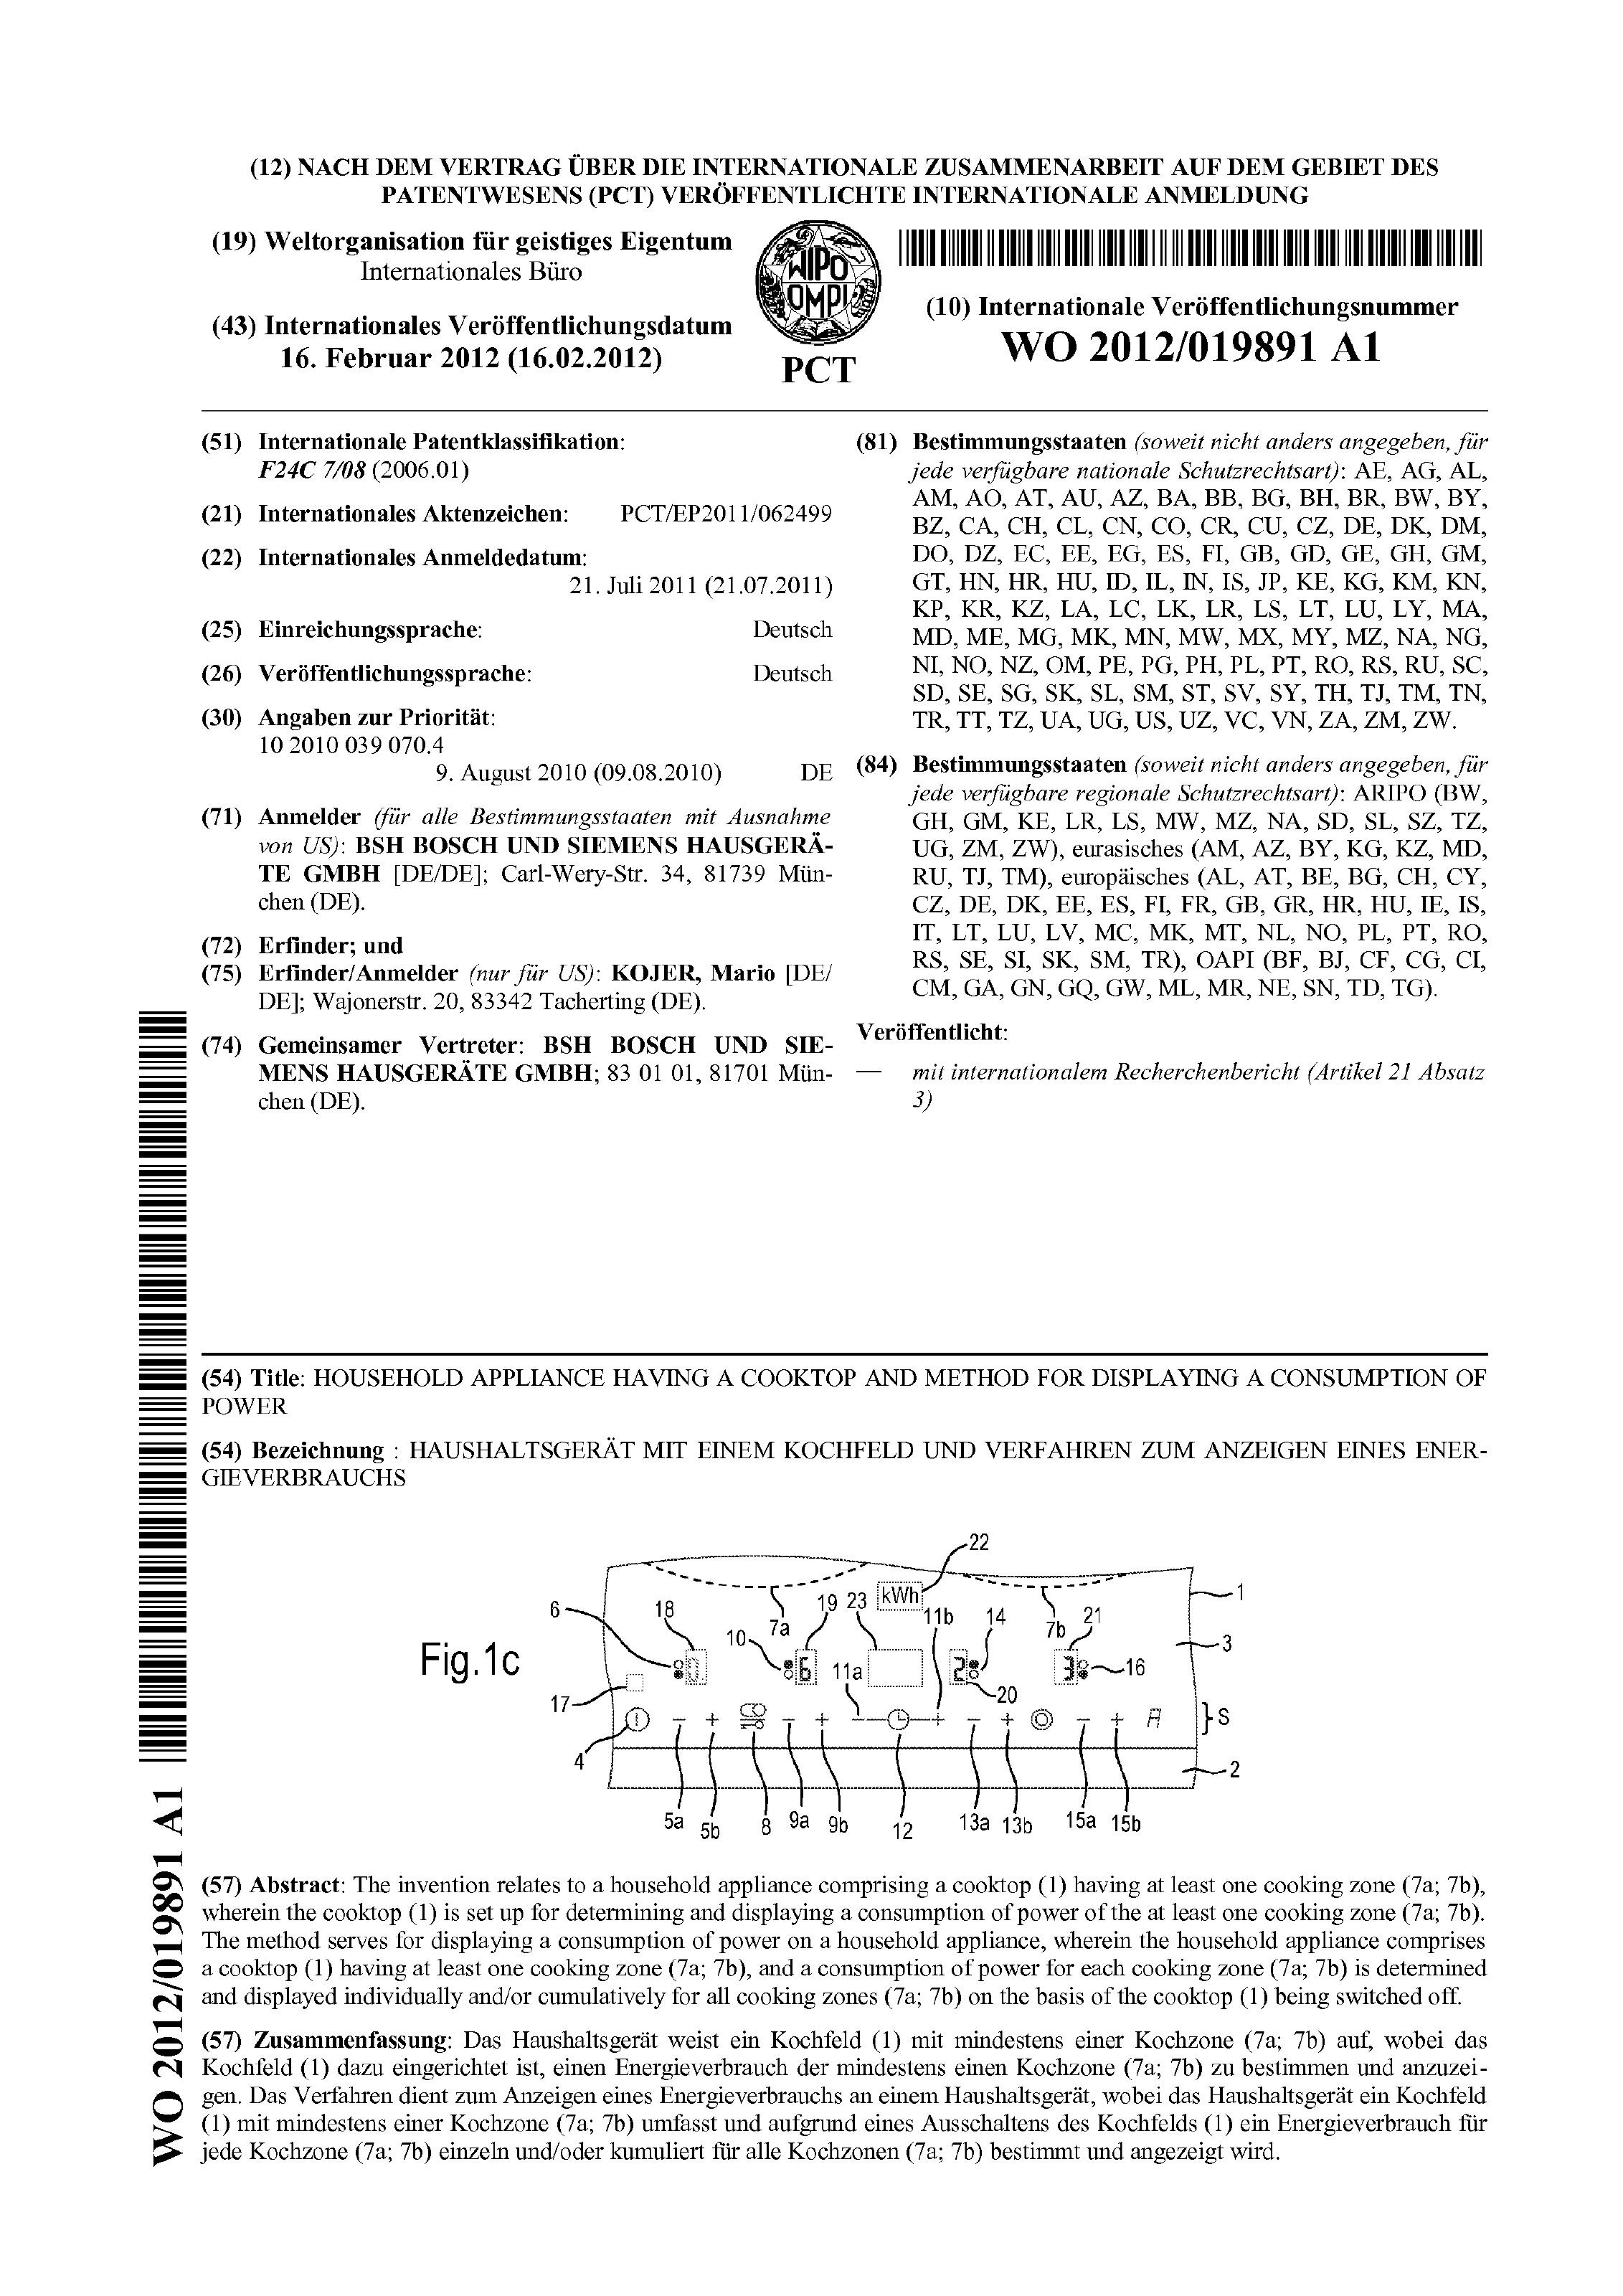 (12) NACH DEM VERTRAG ÜBER DIE INTERNATIONALE ZUSAMMENARBEIT AUF DEM GEBIET DES
PATENTWESENS (PCT) VERÖFFENTLICHTE INTERNATIONALE ANMELDUNG
(19) Weltorganisation für geistiges Eigentum
Internationales Büro
(43) Internationales Veröffentlichungsdatum
16. Februar 2012 (16.02.2012)
WIPO
OMPI
PCT
(10) Internationale Veröffentlichungsnummer
WO 2012/019891 A1
(51) Internationale Patentklassifikation:
F24C 7/08 (2006.01)
(21) Internationales Aktenzeichen: PCT/EP2011/062499
(22) Internationales Anmeldedatum:
21. Juli 2011 (21.07.2011)
(25) Einreichungssprache: Deutsch
(26) Veröffentlichungssprache: Deutsch
(30) Angaben zur Priorität:
10 2010 039 070.4
9. August 2010 (09.08.2010) DE
(71) Anmelder (für alle Bestimmungsstaaten mit Ausnahme
von US): BSH BOSCH UND SIEMENS HAUSGERÄ-
TE GMBH [DE/DE]; Carl-Wery-Str. 34, 81739 Mün-
chen (DE).
(72) Erfinder; und
(75) Erfinder/Anmelder (nur für US): KOJER, Mario [DE/
DE]; Wajonerstr. 20, 83342 Tacherting (DE).
(74) Gemeinsamer Vertreter: BSH BOSCH UND SIE-
MENS HAUSGERÄTE GMBH; 83 01 01, 81701 Mün-
chen (DE).
(81) Bestimmungsstaaten (soweit nicht anders angegeben, für
jede verfügbare nationale Schutzrechtsart): AE, AG, AL,
AM, AO, AT, AU, AZ, BA, BB, BG, BH, BR, BW, BY,
BZ, CA, CH, CL, CN, CO, CR, CU, CZ, DE, DK, DM,
DO, DZ, EC, EE, EG, ES, FI, GB, GD, GE, GH, GM,
GT, HN, HR, HU, ID, IL, IN, IS, JP, KE, KG, KM, KN,
KP, KR, KZ, LA, LC, LK, LR, LS, LT, LU, LY, MA,
MD, ME, MG, MK, MN, MW, MX, MY, MZ, NA, NG,
NI, NO, NZ, OM, PE, PG, PH, PL, PT, RO, RS, RU, SC,
SD, SE, SG, SK, SL, SM, ST, SV, SY, TH, TJ, TM, TN,
TR, TT, TZ, UA, UG, US, UZ, VC, VN, ZA, ZM, ZW.
(84) Bestimmungsstaaten (soweit nicht anders angegeben, für
jede verfügbare regionale Schutzrechtsart): ARIPO (BW,
GH, GM, KE, LR, LS, MW, MZ, NA, SD, SL, SZ, TZ,
UG, ZM, ZW), eurasisches (AM, AZ, BY, KG, KZ, MD,
RU, TJ, TM), europäisches (AL, AT, BE, BG, CH, CY,
CZ, DE, DK, EE, ES, FI, FR, GB, GR, HR, HU, IE, IS,
IT, LT, LU, LV, MC, MK, MT, NL, NO, PL, PT, RO,
RS, SE, SI, SK, SM, TR), OAPI (BF, BJ, CF, CG, CI,
CM, GA, GN, GQ, GW, ML, MR, NE, SN, TD, TG).
Veröffentlicht:
— mit internationalem Recherchenbericht (Artikel 21 Absatz
3)
(54) Title: HOUSEHOLD APPLIANCE HAVING A COOKTOP AND METHOD FOR DISPLAYING A CONSUMPTION OF
POWER
(54) Bezeichnung : HAUSHALTSGERÄT MIT EINEM KOCHFELD UND VERFAHREN ZUM ANZEIGEN EINES ENER-
GIEVERBRAUCHS
22
kWh
1
6 18 7a 19 23 11b 14 7b 21
Fig.1c
10 3
0 6 11a 2 3 16
17 20
- + - + - + - + - + S
4 2
5a 5b 8 9a 9b 12 13a 13b 15a 15b
(57) Abstract: The invention relates to a household appliance comprising a cooktop (1) having at least one cooking zone (7a; 7b),
wherein the cooktop (1) is set up for determining and displaying a consumption of power of the at least one cooking zone (7a; 7b).
The method serves for displaying a consumption of power on a household appliance, wherein the household appliance comprises
a cooktop (1) having at least one cooking zone (7a; 7b), and a consumption of power for each cooking zone (7a; 7b) is determined
and displayed individually and/or cumulatively for all cooking zones (7a; 7b) on the basis of the cooktop (1) being switched off.
(57) Zusammenfassung: Das Haushaltsgerät weist ein Kochfeld (1) mit mindestens einer Kochzone (7a; 7b) auf, wobei das
Kochfeld (1) dazu eingerichtet ist, einen Energieverbrauch der mindestens einen Kochzone (7a; 7b) zu bestimmen und anzuzei-
gen. Das Verfahren dient zum Anzeigen eines Energieverbrauchs an einem Haushaltsgerät, wobei das Haushaltsgerät ein Kochfeld
(1) mit mindestens einer Kochzone (7a; 7b) umfasst und aufgrund eines Ausschaltens des Kochfelds (1) ein Energieverbrauch für
jede Kochzone (7a; 7b) einzeln und/oder kumuliert für alle Kochzonen (7a; 7b) bestimmt und angezeigt wird.
WO 2012/019891 A1